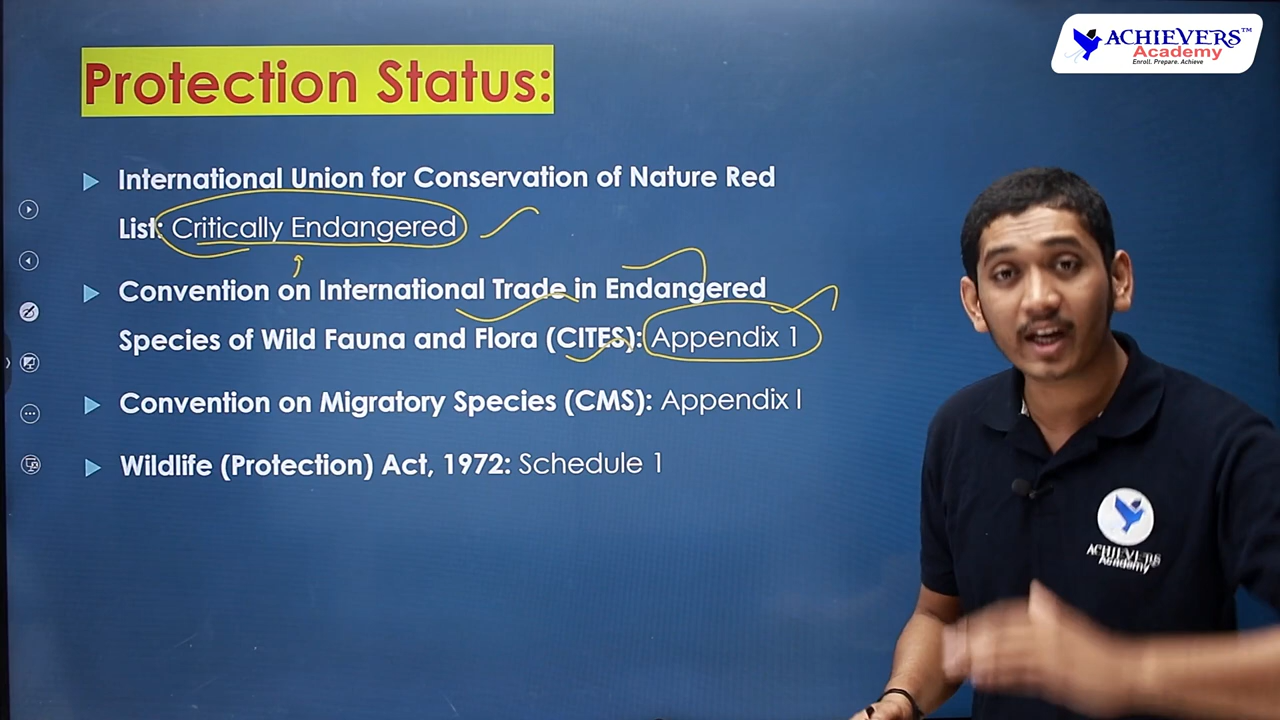 ACHIEVERS™
Academy
Enroll. Prepare. Achieve
Protection Status:
International Union for Conservation of Nature Red
List: Critically Endangered
Convention on International Trade in Endangered
Species of Wild Fauna and Flora (CITES): Appendix 1
Convention on Migratory Species (CMS): Appendix I
Wildlife (Protection) Act, 1972: Schedule 1
ACHIEVERS
Academy